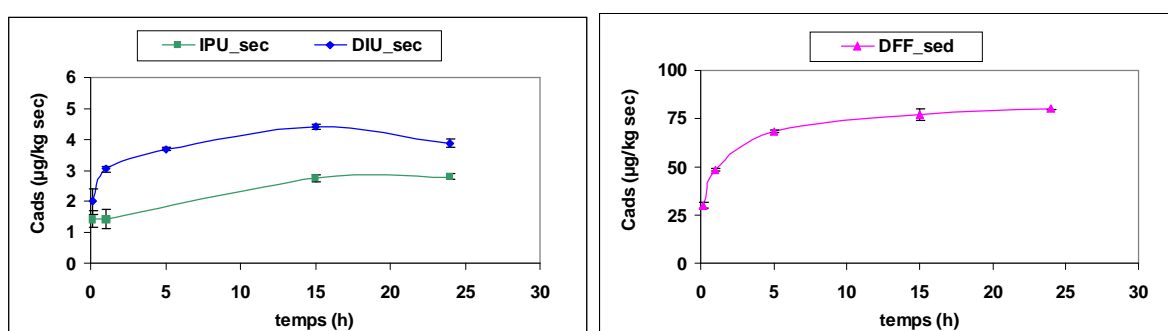 IPU_sec DIU_sec
Cads (µg/kg sec)
6
5
4
3
2
1
0
0 5 10 15 20 25 30
temps (h)
DFF_sed
Cads (µg/kg sec)
100
75
50
25
0
0 5 10 15 20 25 30
temps (h)